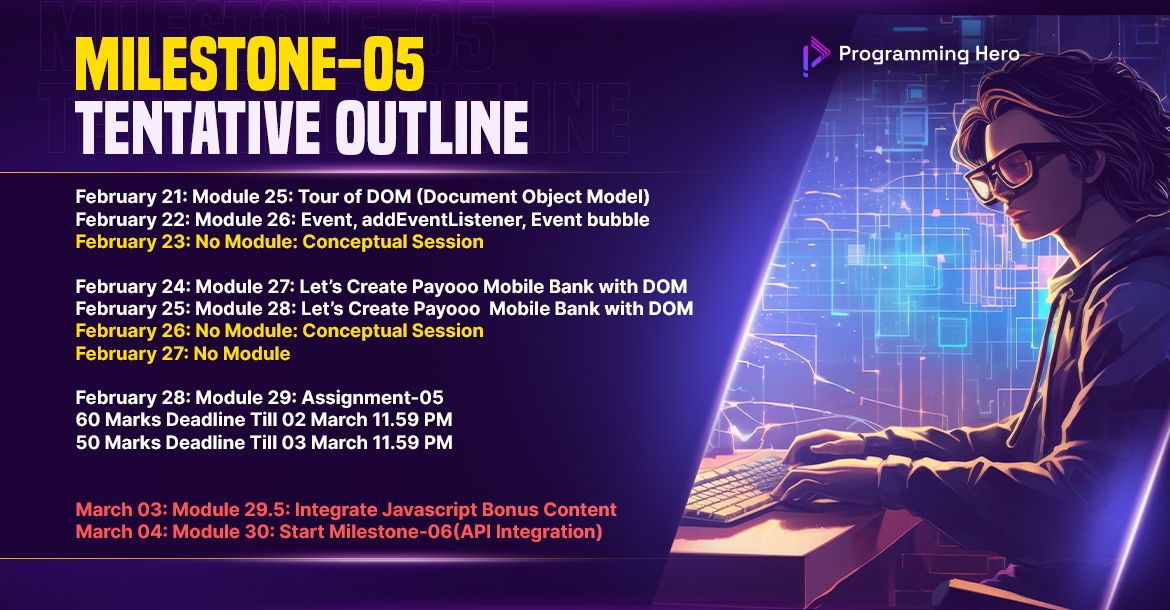 MILESTONE-05
TENTATIVE OUTLINE
Programming Hero
February 21: Module 25: Tour of DOM (Document Object Model)
February 22: Module 26: Event, addEventListener, Event bubble
February 23: No Module: Conceptual Session
February 24: Module 27: Let’s Create Payooo Mobile Bank with DOM
February 25: Module 28: Let’s Create Payooo  Mobile Bank with DOM
February 26: No Module: Conceptual Session
February 27: No Module
February 28: Module 29: Assignment-05
60 Marks Deadline Till 02 March 11.59 PM
50 Marks Deadline Till 03 March 11.59 PM
March 03: Module 29.5: Integrate Javascript Bonus Content
March 04: Module 30: Start Milestone-06(API Integration)